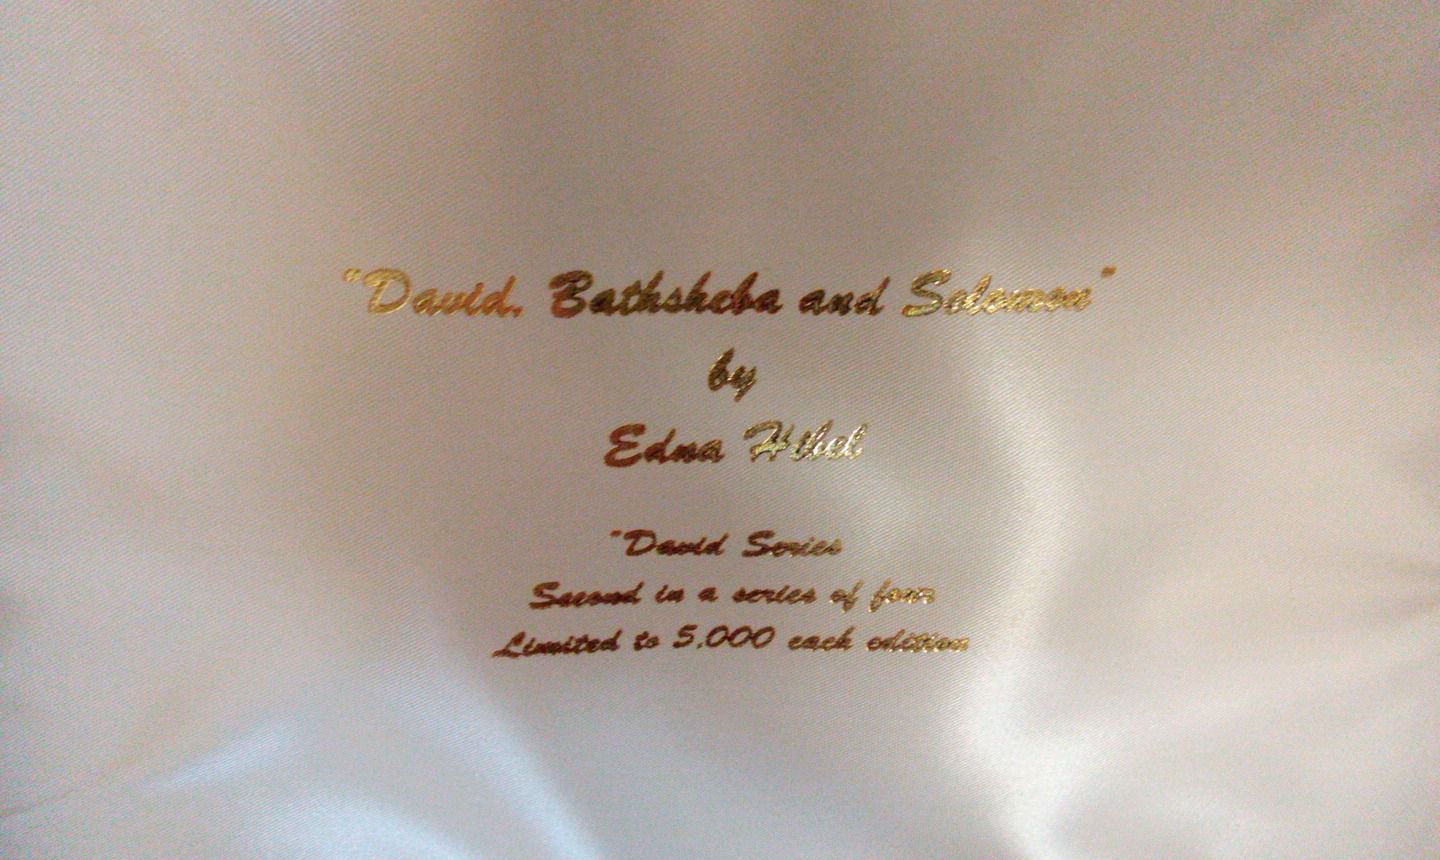 "David, Bathsheba and Solomon"
by
Edna Hibel
"David Series
Second in a series of four
Limited to 5,000 each edition